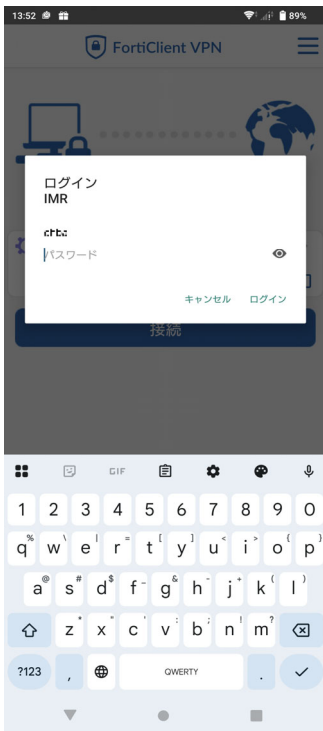 13:52
89%
FortiClient VPN
ログイン
IMR
パスワード
キャンセル ログイン
接続
GIF
1 2 3 4 5 6 7 8 9 0
q% w\ e| r= t[ y] u< i> o{ p}
a@ s# d$ f- g& h- j+ k( l)
z* x" c' v: b; n! m?
?123 , QWERTY .